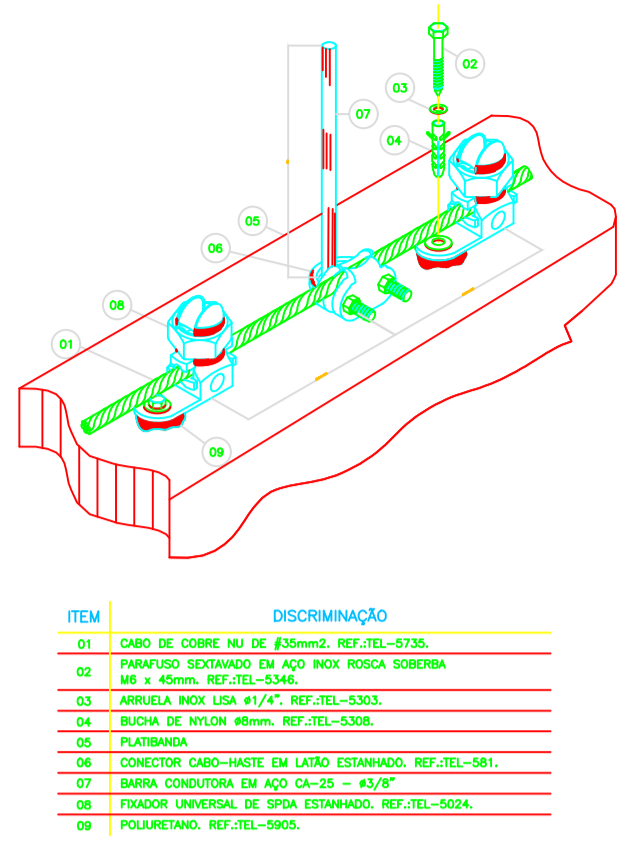 02
03
07
04
05
06
08
01
09
ITEM DISCRIMINAÇÃO
01 CABO DE COBRE NU DE #35mm2. REF.:TEL-5735.
02 PARAFUSO SEXTAVADO EM AÇO INOX ROSCA SOBERBA
M6 x 45mm. REF.:TEL-5346.
03 ARRUELA INOX LISA ø1/4". REF.:TEL-5303.
04 BUCHA DE NYLON ø8mm. REF.:TEL-5308.
05 PLATIBANDA
06 CONECTOR CABO-HASTE EM LATÃO ESTANHADO. REF.:TEL-581.
07 BARRA CONDUTORA EM AÇO CA-25 - ø3/8"
08 FIXADOR UNIVERSAL DE SPDA ESTANHADO. REF.:TEL-5024.
09 POLIURETANO. REF.:TEL-5905.